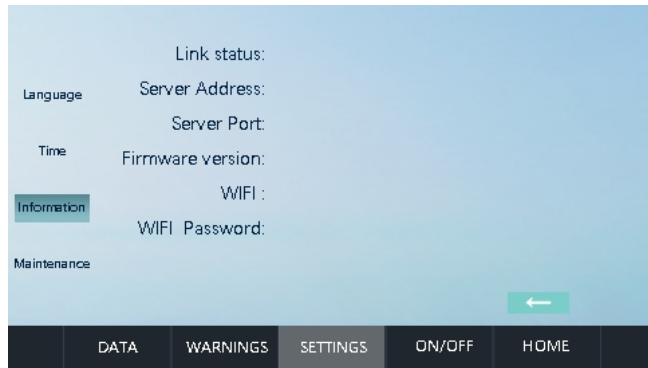 Link status:
Language
Server Address:
Server Port:
Time
Firmware version:
WIFI :
Information
WIFI Password:
Maintenance
←
DATA WARNINGS SETTINGS ON/OFF HOME